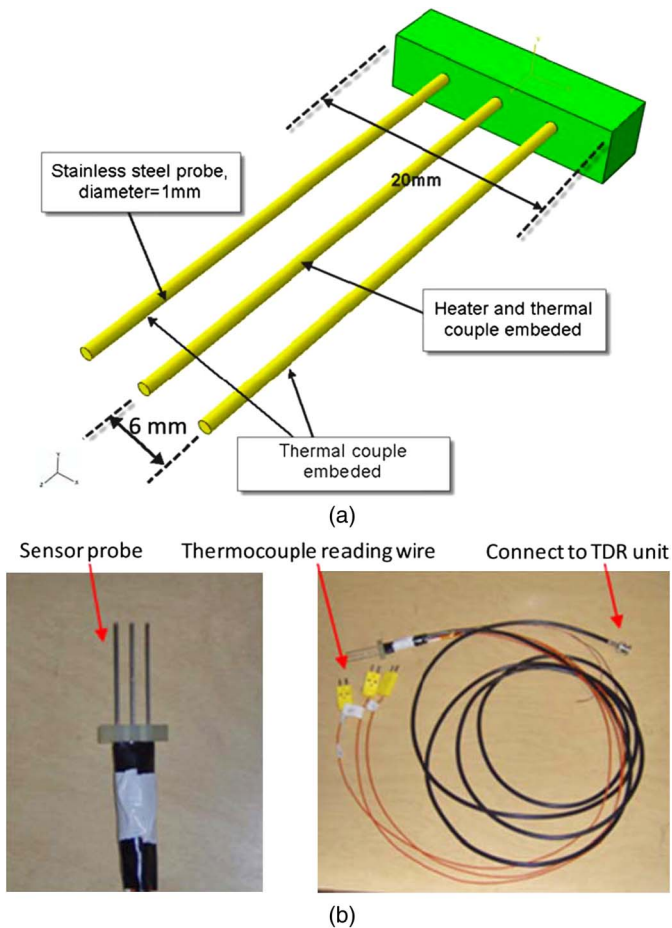 Stainless steel probe,
diameter=1mm
20mm
Heater and thermal
couple embeded
6 mm
Thermal couple
embeded
(a)
Sensor probe
Thermocouple reading wire
Connect to TDR unit
(b)